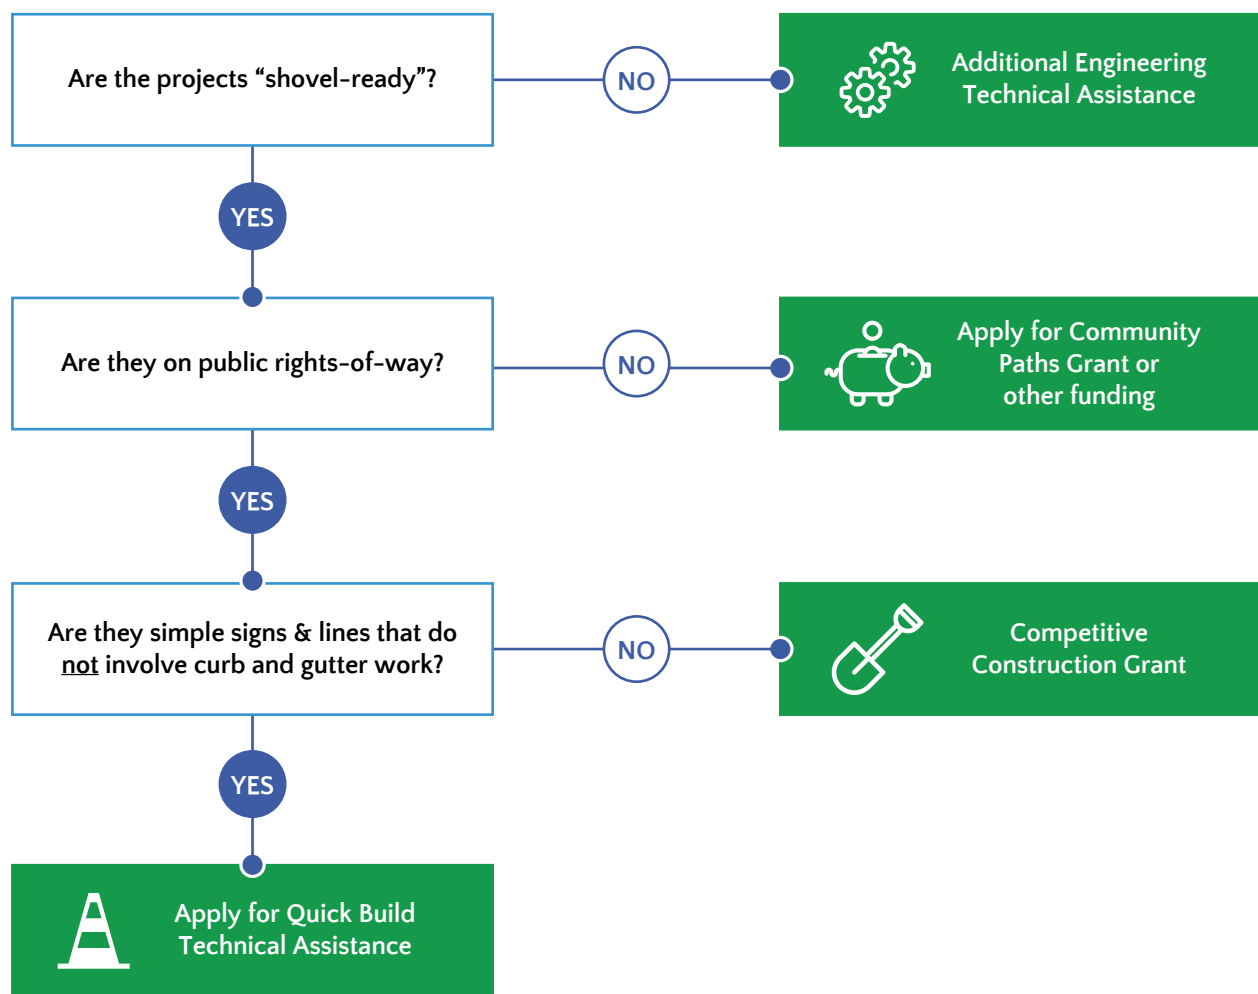 Are the projects “shovel-ready”?
NO
Additional Engineering
Technical Assistance
YES
Are they on public rights-of-way?
NO
Apply for Community
Paths Grant or
other funding
YES
Are they simple signs & lines that do
not involve curb and gutter work?
NO
Competitive
Construction Grant
YES
Apply for Quick Build
Technical Assistance